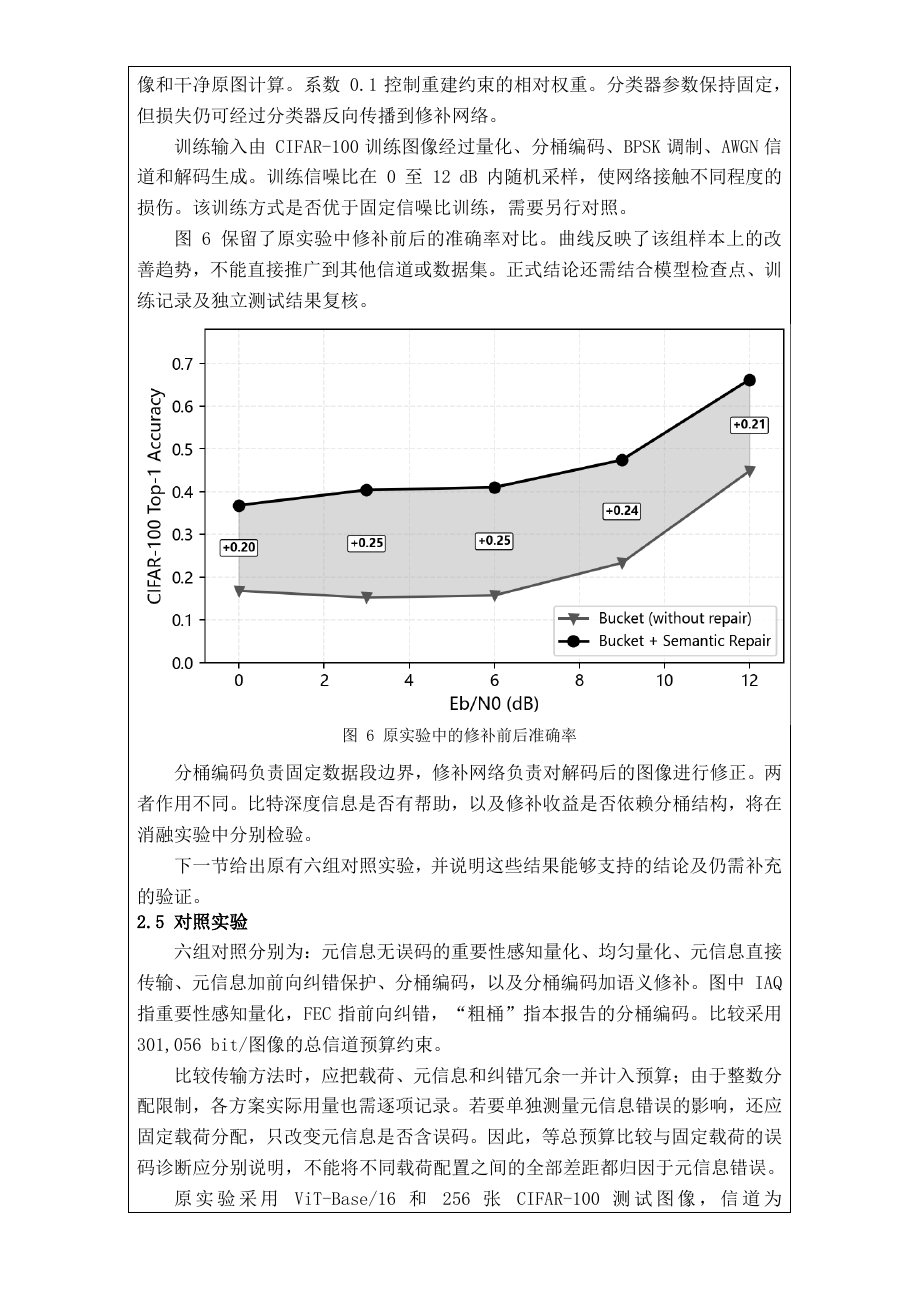 像和干净原图计算。系数 0.1 控制重建约束的相对权重。分类器参数保持固定，
但损失仍可经过分类器反向传播到修补网络。
训练输入由 CIFAR-100 训练图像经过量化、分桶编码、BPSK 调制、AWGN 信
道和解码生成。训练信噪比在 0 至 12 dB 内随机采样，使网络接触不同程度的
损伤。该训练方式是否优于固定信噪比训练，需要另行对照。
图 6 保留了原实验中修补前后的准确率对比。曲线反映了该组样本上的改
善趋势，不能直接推广到其他信道或数据集。正式结论还需结合模型检查点、训
练记录及独立测试结果复核。
CIFAR-100 Top-1 Accuracy
0.7
0.6
0.5
0.4
0.3
0.2
0.1
0.0
+0.20
+0.25
+0.25
+0.24
+0.21
Bucket (without repair)
Bucket + Semantic Repair
0 2 4 6 8 10 12
Eb/N0 (dB)
图 6 原实验中的修补前后准确率
分桶编码负责固定数据段边界，修补网络负责对解码后的图像进行修正。两
者作用不同。比特深度信息是否有帮助，以及修补收益是否依赖分桶结构，将在
消融实验中分别检验。
下一节给出原有六组对照实验，并说明这些结果能够支持的结论及仍需补充
的验证。
2.5 对照实验
六组对照分别为：元信息无误码的重要性感知量化、均匀量化、元信息直接
传输、元信息加前向纠错保护、分桶编码，以及分桶编码加语义修补。图中 IAQ
指重要性感知量化，FEC 指前向纠错，“粗桶”指本报告的分桶编码。比较采用
301,056 bit/图像的总信道预算约束。
比较传输方法时，应把载荷、元信息和纠错冗余一并计入预算；由于整数分
配限制，各方案实际用量也需逐项记录。若要单独测量元信息错误的影响，还应
固定载荷分配，只改变元信息是否含误码。因此，等总预算比较与固定载荷的误
码诊断应分别说明，不能将不同载荷配置之间的全部差距都归因于元信息错误。
原实验采用 ViT-Base/16 和 256 张 CIFAR-100 测试图像，信道为